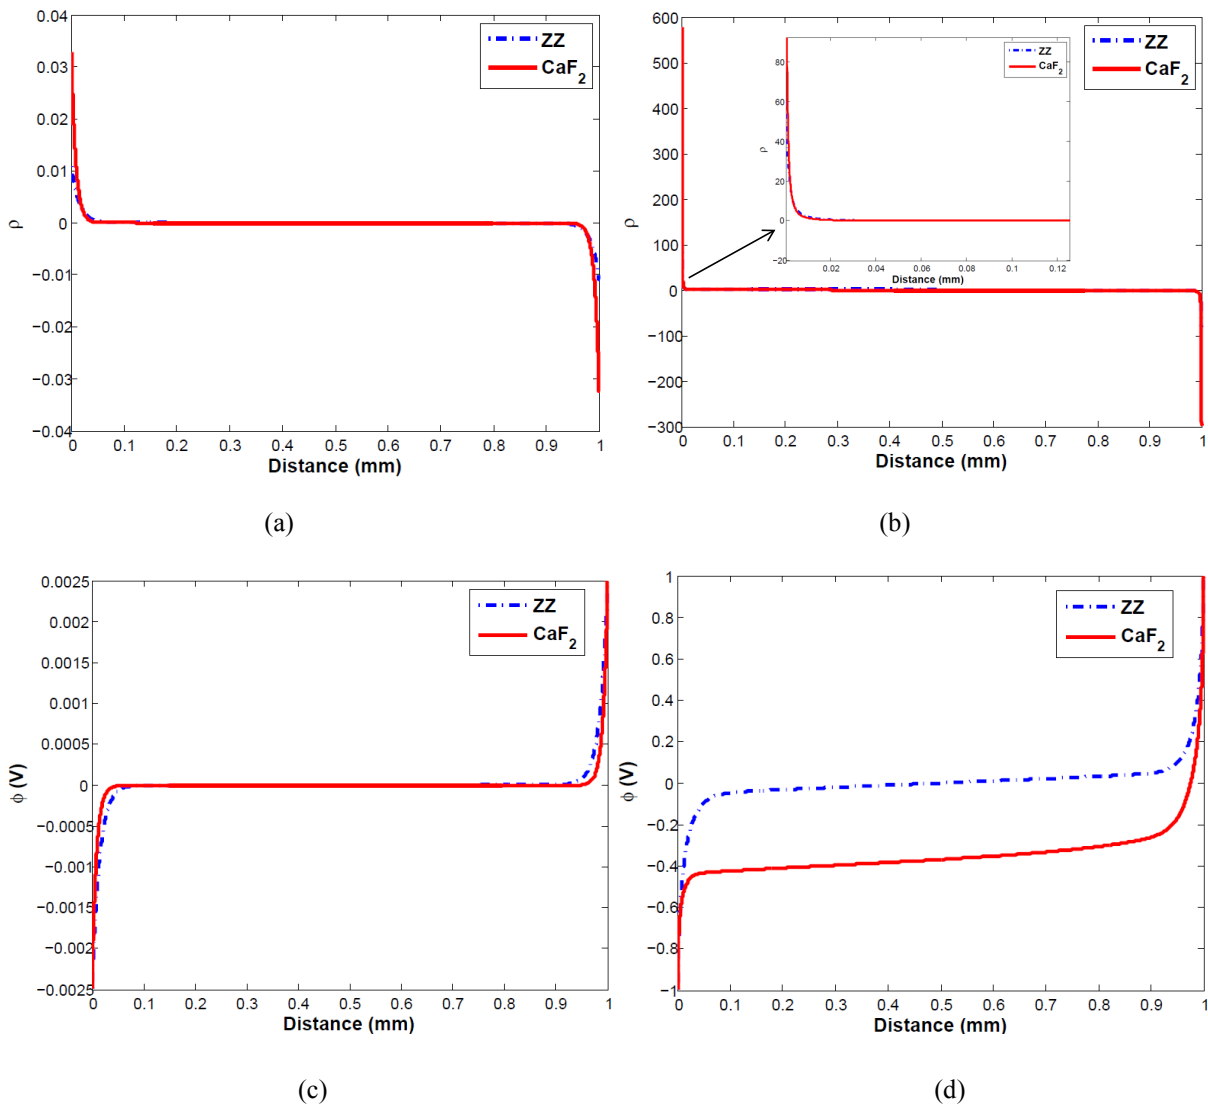 0.04
0.03
0.02
0.01
0
−0.01
−0.02
−0.03
−0.04
ρ
0 0.1 0.2 0.3 0.4 0.5 0.6 0.7 0.8 0.9 1
Distance (mm)
ZZ
CaF2
(a)
600
500
400
300
200
100
0
−100
−200
−300
ρ
0 0.1 0.2 0.3 0.4 0.5 0.6 0.7 0.8 0.9 1
Distance (mm)
ZZ
CaF2
80
60
40
20
0
−20
ρ
0.02 0.04 0.06 0.08 0.1 0.12
Distance (mm)
ZZ
CaF2
(b)
0.0025
0.002
0.0015
0.001
0.0005
0
−0.0005
−0.001
−0.0015
−0.002
−0.0025
ϕ (V)
0 0.1 0.2 0.3 0.4 0.5 0.6 0.7 0.8 0.9 1
Distance (mm)
ZZ
CaF2
(c)
1
0.8
0.6
0.4
0.2
0
−0.2
−0.4
−0.6
−0.8
−1
ϕ (V)
0 0.1 0.2 0.3 0.4 0.5 0.6 0.7 0.8 0.9 1
Distance (mm)
ZZ
CaF2
(d)